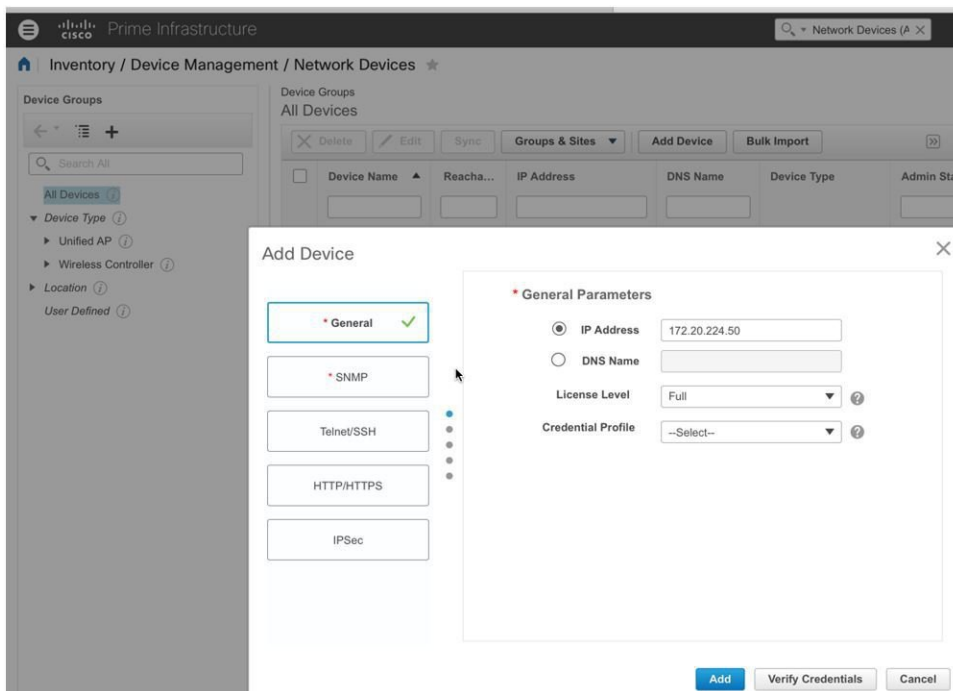 cisco Prime Infrastructure
Network Devices (A
Inventory / Device Management / Network Devices
Device Groups
Search All
All Devices
Device Type
Unified AP
Wireless Controller
Location
User Defined
Device Groups
All Devices
Delete Edit Sync Groups & Sites Add Device Bulk Import
Device Name Reacha... IP Address DNS Name Device Type Admin Sta
Add Device
* General
* SNMP
Telnet/SSH
HTTP/HTTPS
IPSec
* General Parameters
IP Address 172.20.224.50
DNS Name
License Level Full
Credential Profile --Select--
Add Verify Credentials Cancel